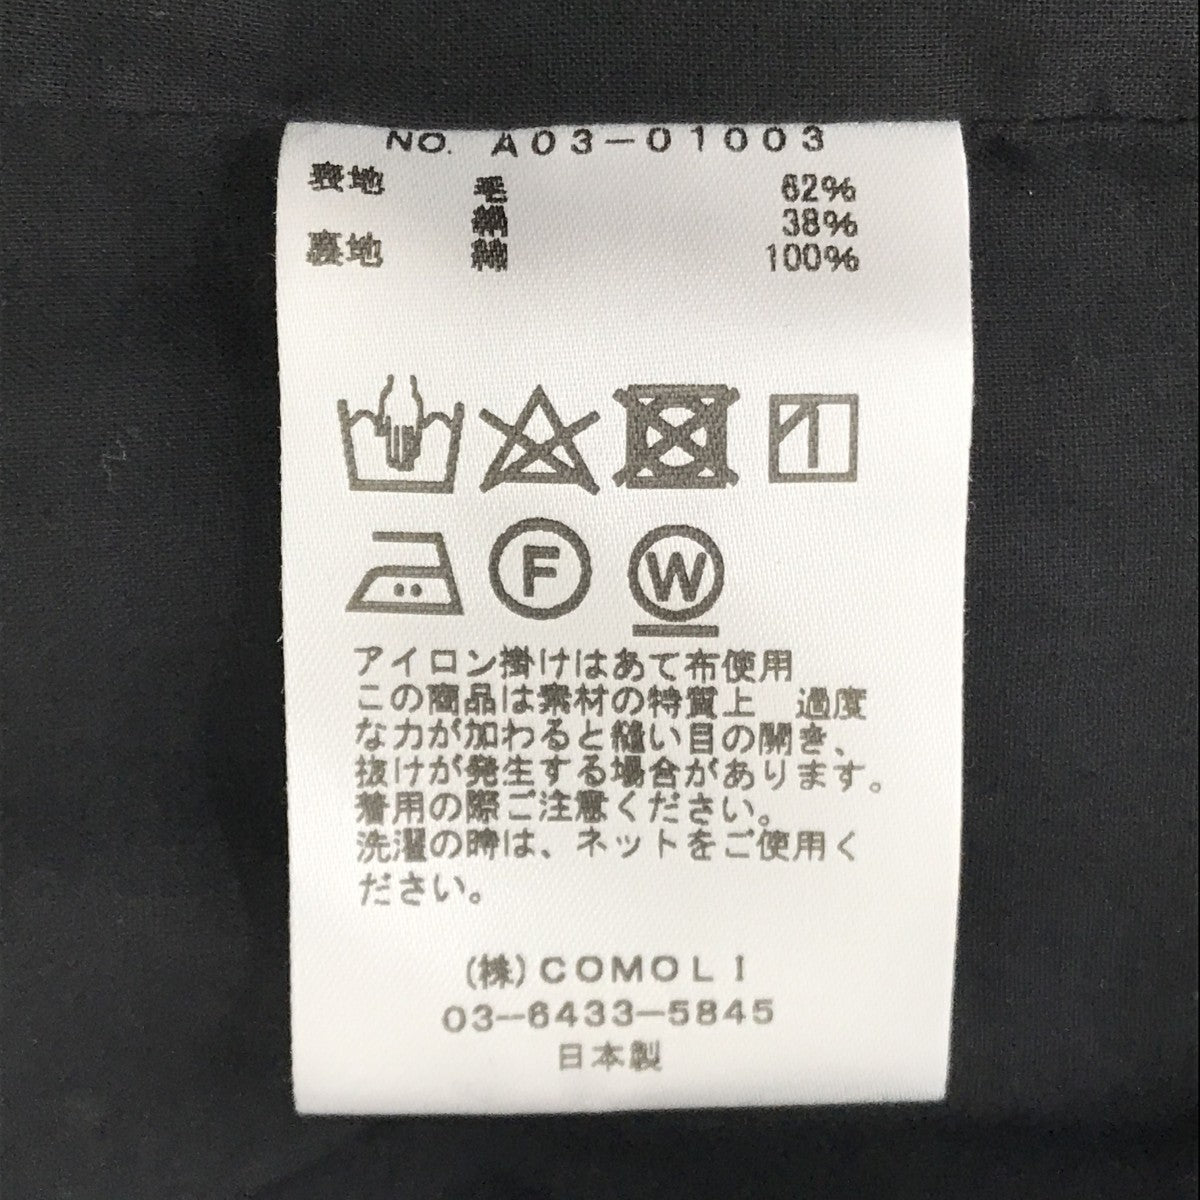 NO. A03-01003
表地 62%
38%
裏地 100%
F W
アイロン掛けはあて布使用
この商品は素材の特質上 過度
な力が加わると縫い目の開き、
抜けが発生する場合があります。
着用の際ご注意ください。
洗濯の時は、ネットをご使用く
ださい。
(株)COMOLI
03-6433-5845
日本製